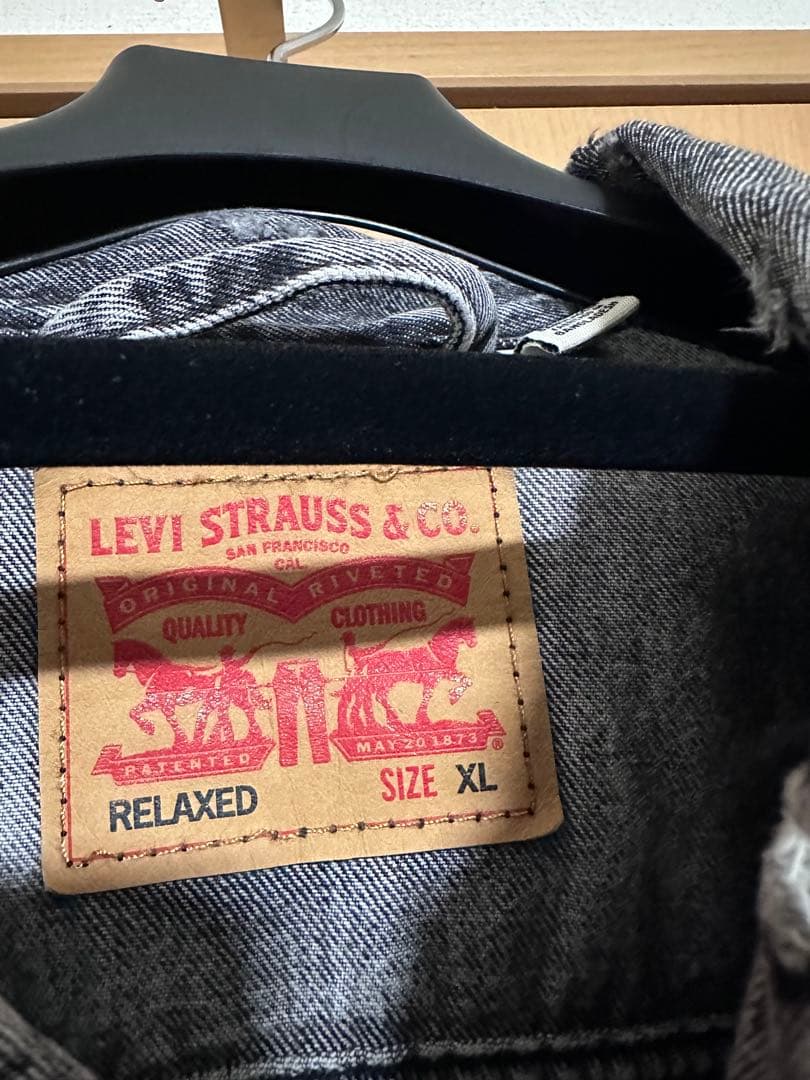 LEVI STRAUSS & CO.
SAN FRANCISCO
CAL
ORIGINAL RIVETED
QUALITY CLOTHING
PATENTED MAY 20 1873 ®
RELAXED SIZE XL